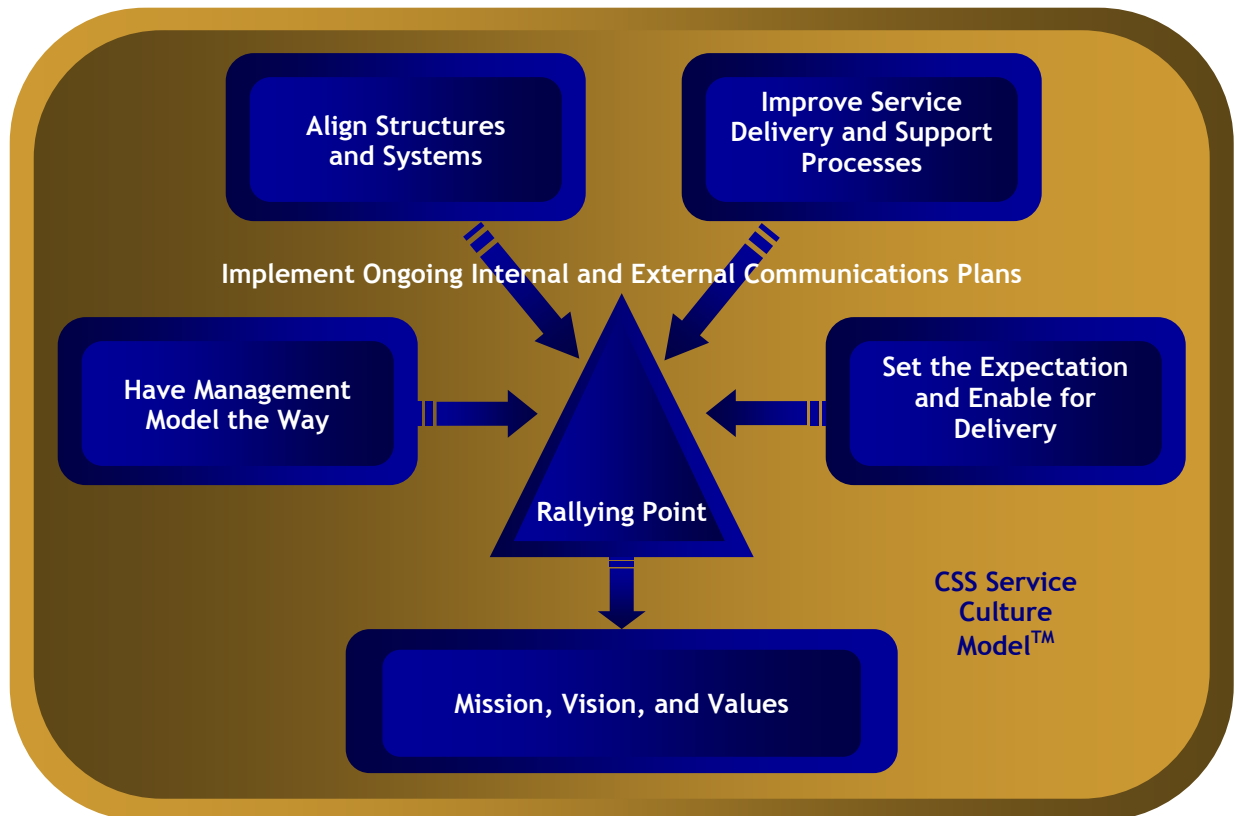 Align Structures
and Systems
Improve Service
Delivery and Support
Processes
Implement Ongoing Internal and External Communications Plans
Have Management
Model the Way
Set the Expectation
and Enable for
Delivery
Rallying Point
CSS Service
Culture
Model™
Mission, Vision, and Values